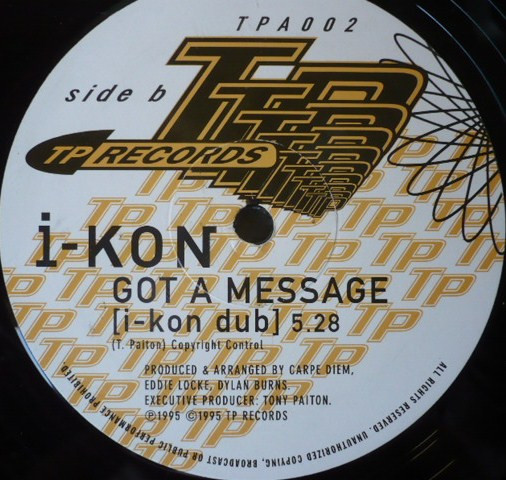 TPA002
side b
TP
TP RECORDS
i-KON
GOT A MESSAGE
[i-kon dub] 5.28
(T. Paiton) Copyright Control
PRODUCED & ARRANGED BY CARPE DIEM,
EDDIE LOCKE, DYLAN BURNS.
EXECUTIVE PRODUCER: TONY PAITON.
℗1995 ©1995 TP RECORDS
ALL RIGHTS RESERVED. UNAUTHORIZED COPYING, BROADCAST OR PUBLIC PERFORMANCE PROHIBITED